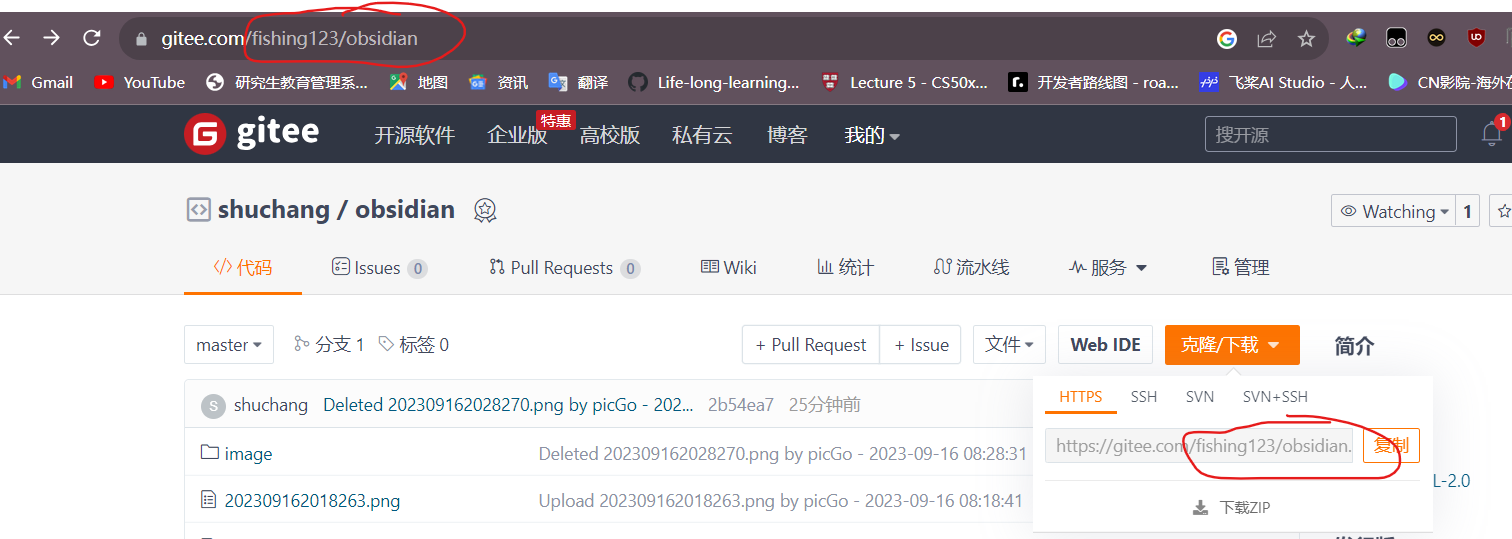 gitee.com/fishing123/obsidian
Gmail YouTube 研究生教育管理系... 地图 资讯 翻译 Life-long-learning... Lecture 5 - CS50x... 开发者路线图 - roa... 飞桨AI Studio - 人... CN影院-海外在
gitee 开源软件 企业版 特惠 高校版 私有云 博客 我的 搜开源 1
shuchang / obsidian Watching 1
代码 Issues 0 Pull Requests 0 Wiki 统计 流水线 服务 管理
master 分支 1 标签 0 + Pull Request + Issue 文件 Web IDE 克隆/下载 简介
HTTPS SSH SVN SVN+SSH
S shuchang Deleted 202309162028270.png by picGo - 202... 2b54ea7 25分钟前
https://gitee.com/fishing123/obsidian. 复制
image Deleted 202309162028270.png by picGo - 2023-09-16 08:28:31
L-2.0
202309162018263.png Upload 202309162018263.png by picGo - 2023-09-16 08:18:41
下载ZIP